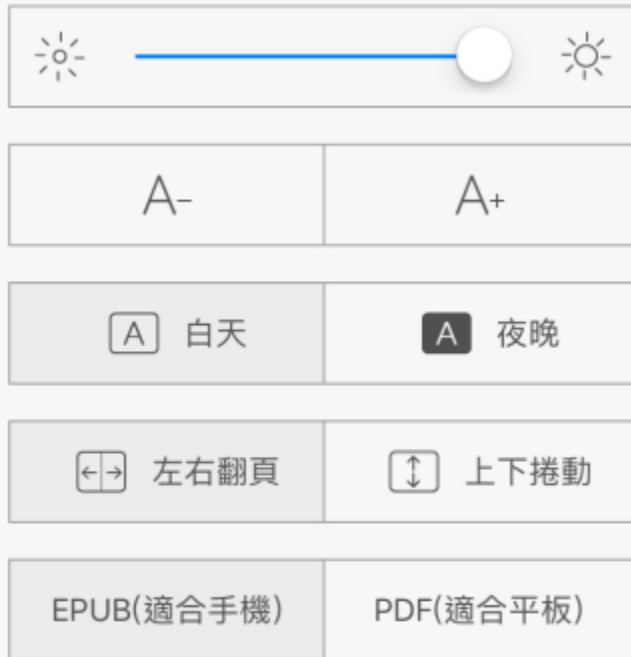 A- A+
A 白天 A 夜晚
左右翻頁 上下捲動
EPUB(適合手機) PDF(適合平板)